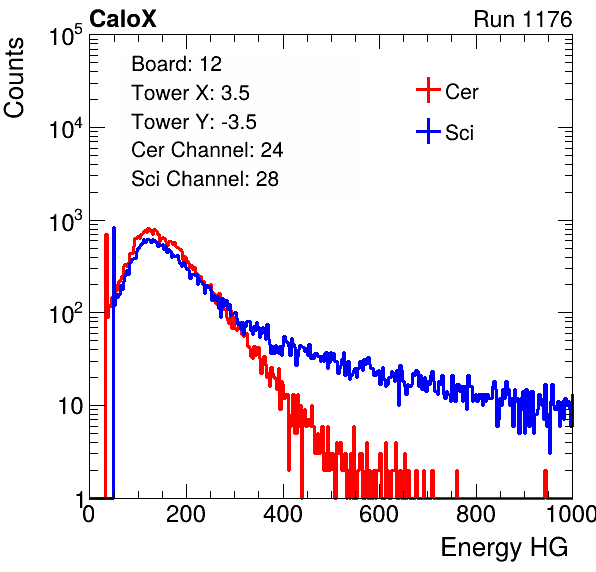 CaloX Run 1176
Counts
10^5
10^4
10^3
10^2
10
1
Board: 12
Tower X: 3.5
Tower Y: -3.5
Cer Channel: 24
Sci Channel: 28
Cer
Sci
0 200 400 600 800 1000
Energy HG